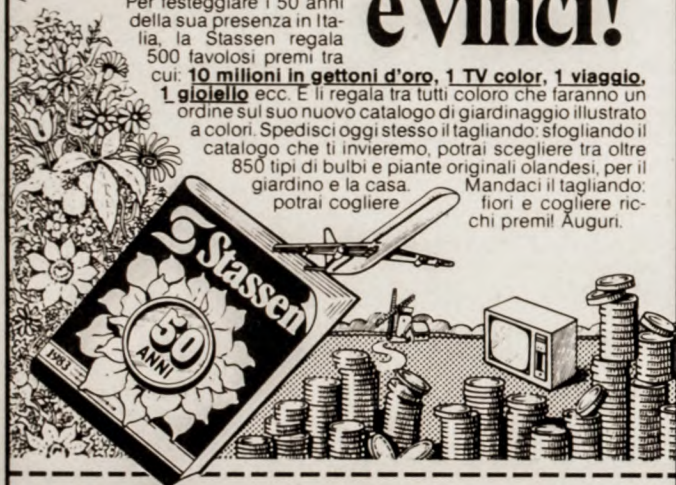 Per festeggiare i 50 anni
della sua presenza in Ita-
lia, la Stassen regala
500 favolosi premi tra
e vinci!
cui: 10 milioni in gettoni d'oro, 1 TV color, 1 viaggio,
1 gioiello ecc. E li regala tra tutti coloro che faranno un
ordine sul suo nuovo catalogo di giardinaggio illustrato
a colori. Spedisci oggi stesso il tagliando: sfogliando il
catalogo che ti invieremo, potrai scegliere tra oltre
850 tipi di bulbi e piante originali olandesi, per il
giardino e la casa. Mandaci il tagliando:
potrai cogliere fiori e cogliere ric-
chi premi! Auguri.
Stassen
50
ANNI
1983